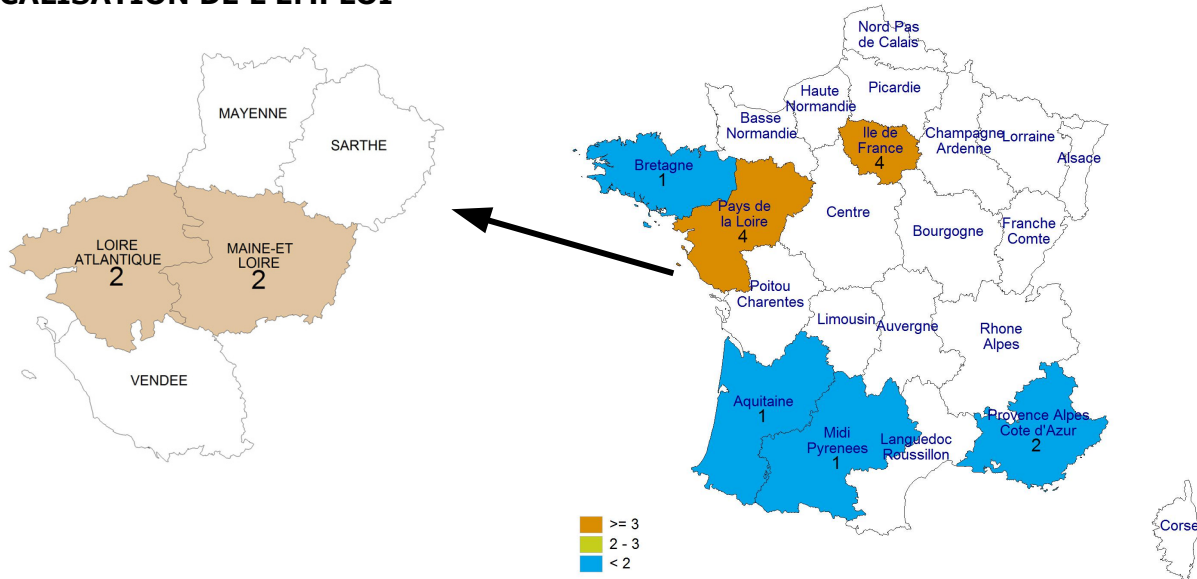 MAYENNE
SARTHE
LOIRE
ATLANTIQUE
2
MAINE-ET
LOIRE
2
VENDEE
Nord Pas
de Calais
Picardie
Haute
Normandie
Basse
Normandie
Ile de
France
4
Champagne
Ardenne
Lorraine
Alsace
Bretagne
1
Pays de
la Loire
4
Centre
Bourgogne
Franche
Comte
Poitou
Charentes
Limousin
Auvergne
Rhone
Alpes
Aquitaine
1
Midi
Pyrenees
1
Languedoc
Roussillon
Provence Alpes
Cote d'Azur
2
Corse
>= 3
2 - 3
< 2